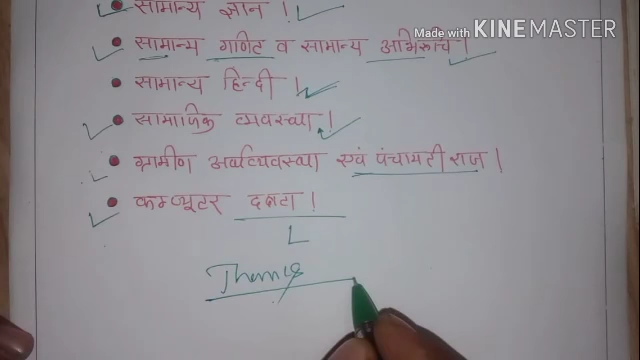 सामान्य ज्ञान !
Made with KINEMASTER
सामान्य गणित व सामान्य अभिरूचि !
सामान्य हिन्दी !
सामाजिक व्यवस्था !
ग्रामीण अर्थव्यवस्था एवं पंचायती राज !
कम्प्यूटर दक्षता !